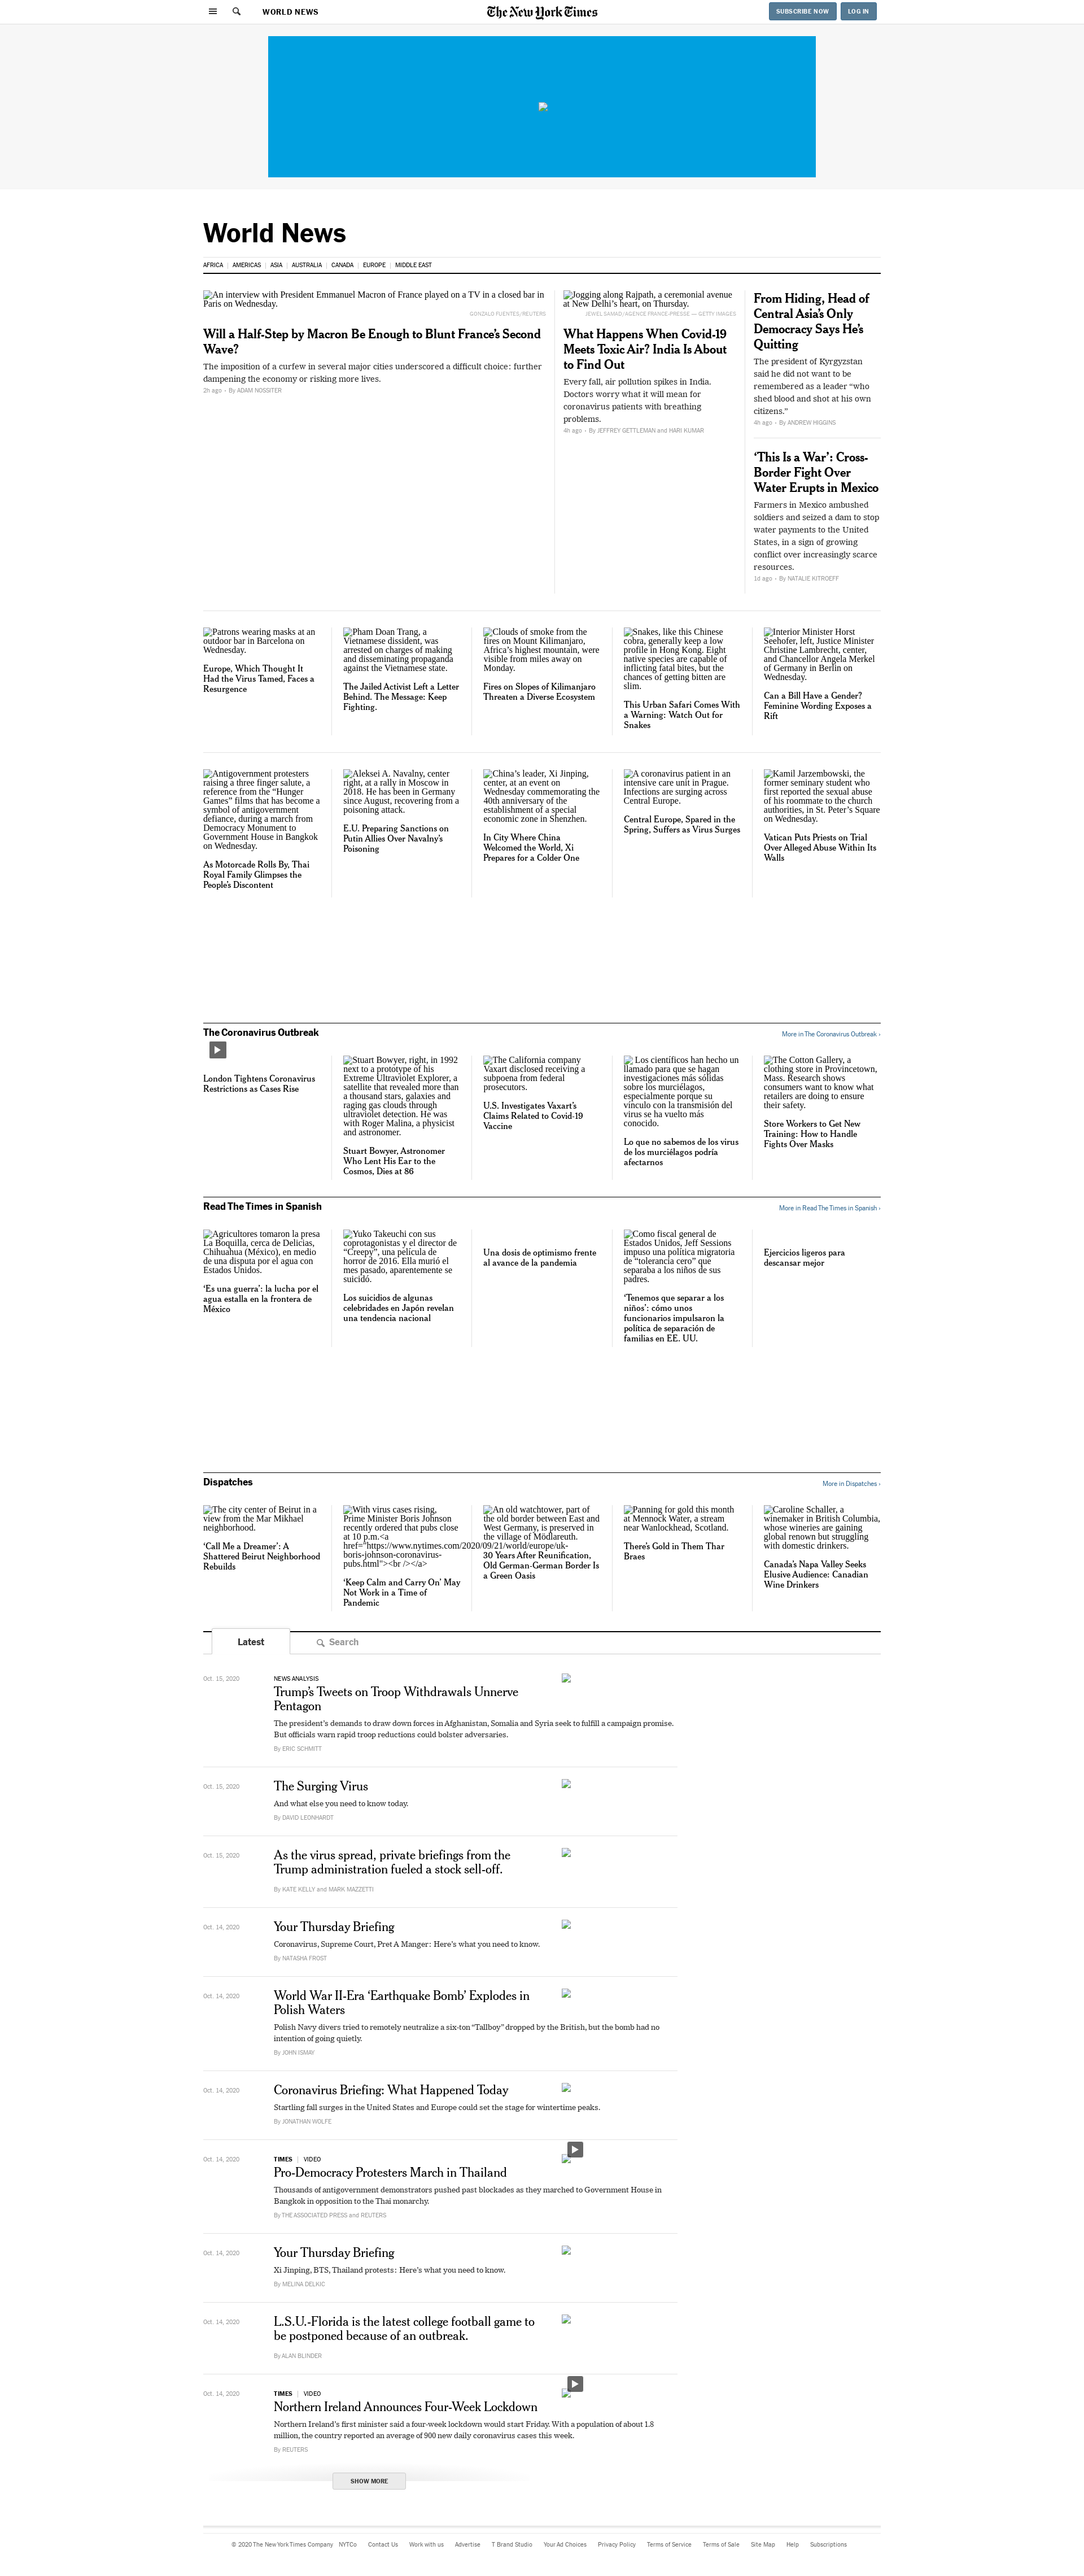 WORLD NEWS
The New York Times
SUBSCRIBE NOW
LOG IN
World News
AFRICA
AMERICAS
ASIA
AUSTRALIA
CANADA
EUROPE
MIDDLE EAST
An interview with President Emmanuel Macron of France played on a TV in a closed bar in
Paris on Wednesday.
GONZALO FUENTES/REUTERS
Will a Half-Step by Macron Be Enough to Blunt France’s Second
Wave?
The imposition of a curfew in several major cities underscored a difficult choice: further
dampening the economy or risking more lives.
2h ago • By ADAM NOSSITER
Jogging along Rajpath, a ceremonial avenue
at New Delhi’s heart, on Thursday.
JEWEL SAMAD/AGENCE FRANCE-PRESSE — GETTY IMAGES
What Happens When Covid-19
Meets Toxic Air? India Is About
to Find Out
Every fall, air pollution spikes in India.
Doctors worry what it will mean for
coronavirus patients with breathing
problems.
4h ago • By JEFFREY GETTLEMAN and HARI KUMAR
From Hiding, Head of
Central Asia’s Only
Democracy Says He’s
Quitting
The president of Kyrgyzstan
said he did not want to be
remembered as a leader “who
shed blood and shot at his own
citizens.”
4h ago • By ANDREW HIGGINS
‘This Is a War’: Cross-
Border Fight Over
Water Erupts in Mexico
Farmers in Mexico ambushed
soldiers and seized a dam to stop
water payments to the United
States, in a sign of growing
conflict over increasingly scarce
resources.
1d ago • By NATALIE KITROEFF
Patrons wearing masks at an
outdoor bar in Barcelona on
Wednesday.
Europe, Which Thought It
Had the Virus Tamed, Faces a
Resurgence
Pham Doan Trang, a
Vietnamese dissident, was
arrested on charges of making
and disseminating propaganda
against the Vietnamese state.
The Jailed Activist Left a Letter
Behind. The Message: Keep
Fighting.
Clouds of smoke from the
fires on Mount Kilimanjaro,
Africa’s highest mountain, were
visible from miles away on
Monday.
Fires on Slopes of Kilimanjaro
Threaten a Diverse Ecosystem
Snakes, like this Chinese
cobra, generally keep a low
profile in Hong Kong. Eight
native species are capable of
inflicting fatal bites, but the
chances of getting bitten are
slim.
This Urban Safari Comes With
a Warning: Watch Out for
Snakes
Interior Minister Horst
Seehofer, left, Justice Minister
Christine Lambrecht, center,
and Chancellor Angela Merkel
of Germany in Berlin on
Wednesday.
Can a Bill Have a Gender?
Feminine Wording Exposes a
Rift
Antigovernment protesters
raising a three finger salute, a
reference from the “Hunger
Games” films that has become a
symbol of antigovernment
defiance, during a march from
Democracy Monument to
Government House in Bangkok
on Wednesday.
As Motorcade Rolls By, Thai
Royal Family Glimpses the
People’s Discontent
Aleksei A. Navalny, center
right, at a rally in Moscow in
2018. He has been in Germany
since August, recovering from a
poisoning attack.
E.U. Preparing Sanctions on
Putin Allies Over Navalny’s
Poisoning
China’s leader, Xi Jinping,
center, at an event on
Wednesday commemorating the
40th anniversary of the
establishment of a special
economic zone in Shenzhen.
In City Where China
Welcomed the World, Xi
Prepares for a Colder One
A coronavirus patient in an
intensive care unit in Prague.
Infections are surging across
Central Europe.
Central Europe, Spared in the
Spring, Suffers as Virus Surges
Kamil Jarzembowski, the
former seminary student who
first reported the sexual abuse
of his roommate to the church
authorities, in St. Peter’s Square
on Wednesday.
Vatican Puts Priests on Trial
Over Alleged Abuse Within Its
Walls
The Coronavirus Outbreak
More in The Coronavirus Outbreak ›
London Tightens Coronavirus
Restrictions as Cases Rise
Stuart Bowyer, right, in 1992
next to a prototype of his
Extreme Ultraviolet Explorer, a
satellite that revealed more than
a thousand stars, galaxies and
raging gas clouds through
ultraviolet detection. He was
with Roger Malina, a physicist
and astronomer.
Stuart Bowyer, Astronomer
Who Lent His Ear to the
Cosmos, Dies at 86
The California company
Vaxart disclosed receiving a
subpoena from federal
prosecutors.
U.S. Investigates Vaxart’s
Claims Related to Covid-19
Vaccine
Los científicos han hecho un
llamado para que se hagan
investigaciones más sólidas
sobre los murciélagos,
especialmente porque su
vínculo con la transmisión del
virus se ha vuelto más
conocido.
Lo que no sabemos de los virus
de los murciélagos podría
afectarnos
The Cotton Gallery, a
clothing store in Provincetown,
Mass. Research shows
consumers want to know what
retailers are doing to ensure
their safety.
Store Workers to Get New
Training: How to Handle
Fights Over Masks
Read The Times in Spanish
More in Read The Times in Spanish ›
Agricultores tomaron la presa
La Boquilla, cerca de Delicias,
Chihuahua (México), en medio
de una disputa por el agua con
Estados Unidos.
‘Es una guerra’: la lucha por el
agua estalla en la frontera de
México
Yuko Takeuchi con sus
coprotagonistas y el director de
“Creepy”, una película de
horror de 2016. Ella murió el
mes pasado, aparentemente se
suicidó.
Los suicidios de algunas
celebridades en Japón revelan
una tendencia nacional
Una dosis de optimismo frente
al avance de la pandemia
Como fiscal general de
Estados Unidos, Jeff Sessions
impuso una política migratoria
de “tolerancia cero” que
separaba a los niños de sus
padres.
‘Tenemos que separar a los
niños’: cómo unos
funcionarios impulsaron la
política de separación de
familias en EE. UU.
Ejercicios ligeros para
descansar mejor
Dispatches
More in Dispatches ›
The city center of Beirut in a
view from the Mar Mikhael
neighborhood.
‘Call Me a Dreamer’: A
Shattered Beirut Neighborhood
Rebuilds
With virus cases rising,
Prime Minister Boris Johnson
recently ordered that pubs close
at 10 p.m.<a
href="https://www.nytimes.com/2020/09/21/world/europe/uk-
boris-johnson-coronavirus-
pubs.html"><br /></a>
‘Keep Calm and Carry On’ May
Not Work in a Time of
Pandemic
An old watchtower, part of
the old border between East and
West Germany, is preserved in
the village of Mödlareuth.
30 Years After Reunification,
Old German-German Border Is
a Green Oasis
Panning for gold this month
at Mennock Water, a stream
near Wanlockhead, Scotland.
There’s Gold in Them Thar
Braes
Caroline Schaller, a
winemaker in British Columbia,
whose wineries are gaining
global renown but struggling
with domestic drinkers.
Canada’s Napa Valley Seeks
Elusive Audience: Canadian
Wine Drinkers
Latest
Search
Oct. 15, 2020
NEWS ANALYSIS
Trump’s Tweets on Troop Withdrawals Unnerve
Pentagon
The president’s demands to draw down forces in Afghanistan, Somalia and Syria seek to fulfill a campaign promise.
But officials warn rapid troop reductions could bolster adversaries.
By ERIC SCHMITT
Oct. 15, 2020
The Surging Virus
And what else you need to know today.
By DAVID LEONHARDT
Oct. 15, 2020
As the virus spread, private briefings from the
Trump administration fueled a stock sell-off.
By KATE KELLY and MARK MAZZETTI
Oct. 14, 2020
Your Thursday Briefing
Coronavirus, Supreme Court, Pret A Manger: Here’s what you need to know.
By NATASHA FROST
Oct. 14, 2020
World War II-Era ‘Earthquake Bomb’ Explodes in
Polish Waters
Polish Navy divers tried to remotely neutralize a six-ton “Tallboy” dropped by the British, but the bomb had no
intention of going quietly.
By JOHN ISMAY
Oct. 14, 2020
Coronavirus Briefing: What Happened Today
Startling fall surges in the United States and Europe could set the stage for wintertime peaks.
By JONATHAN WOLFE
Oct. 14, 2020
TIMES | VIDEO
Pro-Democracy Protesters March in Thailand
Thousands of antigovernment demonstrators pushed past blockades as they marched to Government House in
Bangkok in opposition to the Thai monarchy.
By THE ASSOCIATED PRESS and REUTERS
Oct. 14, 2020
Your Thursday Briefing
Xi Jinping, BTS, Thailand protests: Here’s what you need to know.
By MELINA DELKIC
Oct. 14, 2020
L.S.U.-Florida is the latest college football game to
be postponed because of an outbreak.
By ALAN BLINDER
Oct. 14, 2020
TIMES | VIDEO
Northern Ireland Announces Four-Week Lockdown
Northern Ireland’s first minister said a four-week lockdown would start Friday. With a population of about 1.8
million, the country reported an average of 900 new daily coronavirus cases this week.
By REUTERS
SHOW MORE
© 2020 The New York Times Company
NYTCo
Contact Us
Work with us
Advertise
T Brand Studio
Your Ad Choices
Privacy Policy
Terms of Service
Terms of Sale
Site Map
Help
Subscriptions